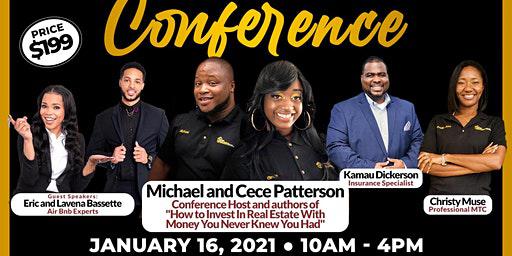 Conference
PRICE
$199
Guest Speakers:
Eric and Lavena Bassette
Air Bnb Experts
Michael and Cece Patterson
Conference Host and authors of
"How to Invest In Real Estate With
Money You Never Knew You Had"
Kamau Dickerson
Insurance Specialist
Christy Muse
Professional MTC
JANUARY 16, 2021 ● 10AM - 4PM